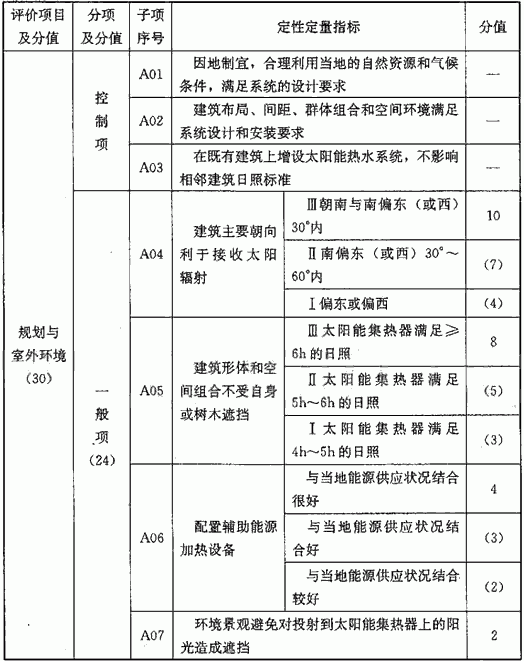 评价项目
及分值
分项
及分值
子项
序号
定性定量指标
分值
规划与
室外环境
(30)
控
制
项
A01
因地制宜，合理利用当地的自然资源和气候
条件，满足系统的设计要求
—
A02
建筑布局、间距、群体组合和空间环境满足
系统设计和安装要求
—
A03
在既有建筑上增设太阳能热水系统，不影响
相邻建筑日照标准
—
一
般
项
(24)
A04
建筑主要朝向
利于接收太阳
辐射
Ⅲ朝南与南偏东（或西）
30°内
10
Ⅱ南偏东（或西）30°～
60°内
(7)
Ⅰ偏东或偏西
(4)
A05
建筑形体和空
间组合不受自身
或树木遮挡
Ⅲ太阳能集热器满足≥
6h的日照
8
Ⅱ太阳能集热器满足
5h～6h的日照
(5)
Ⅰ太阳能集热器满足
4h～5h的日照
(3)
A06
配置辅助能源
加热设备
与当地能源供应状况结合
很好
4
与当地能源供应状况结
合好
(3)
与当地能源供应状况结合
较好
(2)
A07
环境景观避免对投射到太阳能集热器上的阳
光造成遮挡
2